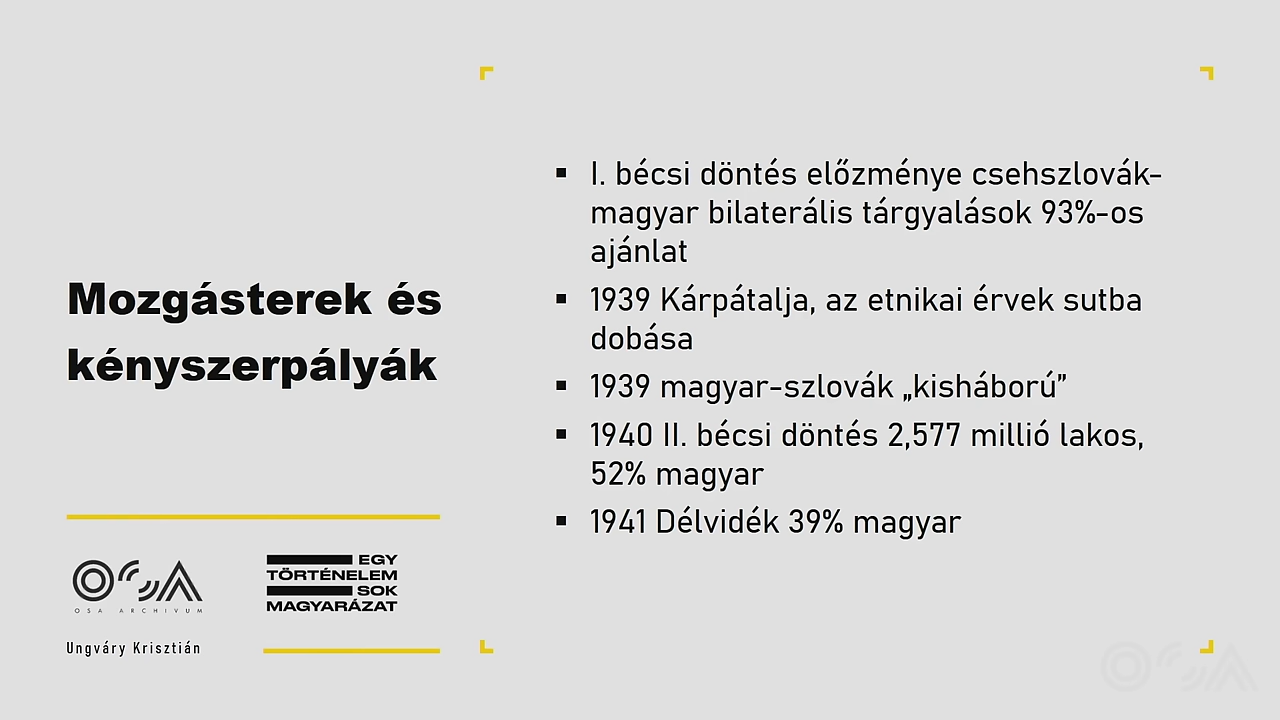 Mozgásterek és
kényszerpályák
OSA ARCHIVUM
EGY
TÖRTÉNELEM
SOK
MAGYARÁZAT
Ungváry Krisztián
▪ I. bécsi döntés előzménye csehszlovák-
magyar bilaterális tárgyalások 93%-os
ajánlat
▪ 1939 Kárpátalja, az etnikai érvek sutba
dobása
▪ 1939 magyar-szlovák „kisháború”
▪ 1940 II. bécsi döntés 2,577 millió lakos,
52% magyar
▪ 1941 Délvidék 39% magyar
OSA